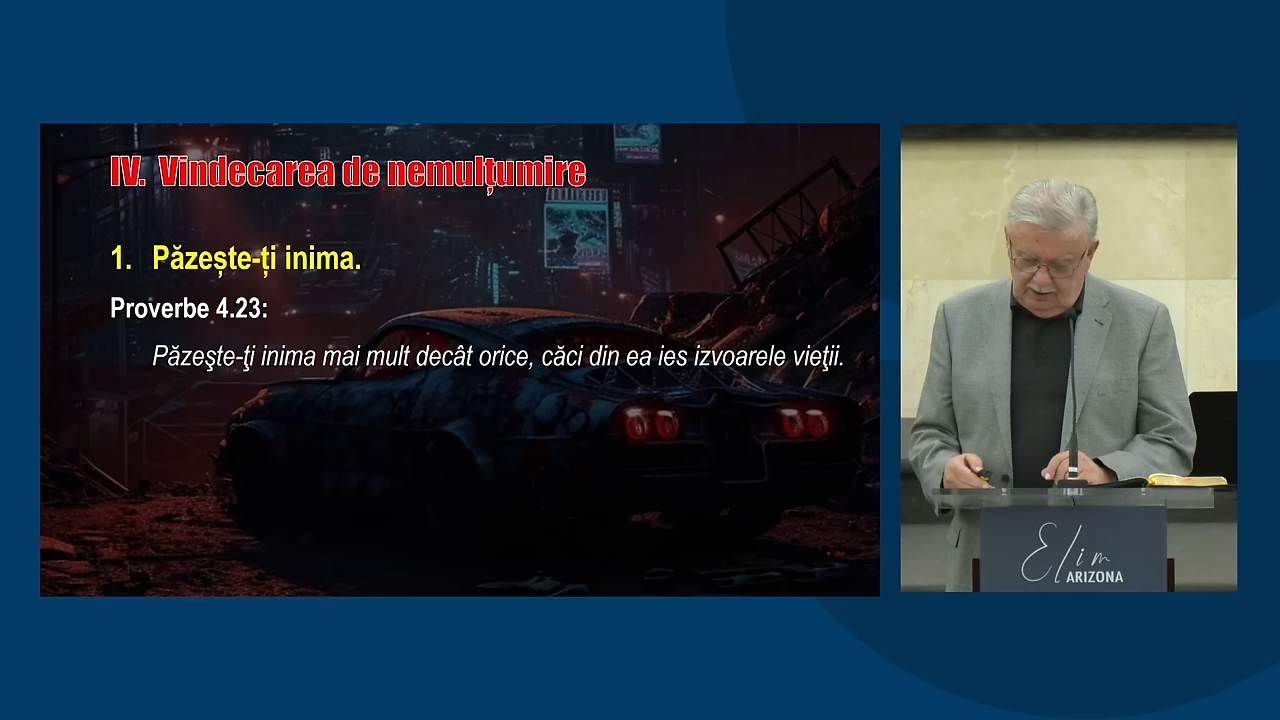 IV. Vindecarea de nemulțumire
1. Păzește-ți inima.
Proverbe 4.23:
Păzeşte-ţi inima mai mult decât orice, căci din ea ies izvoarele vieţii.
Elim
ARIZONA